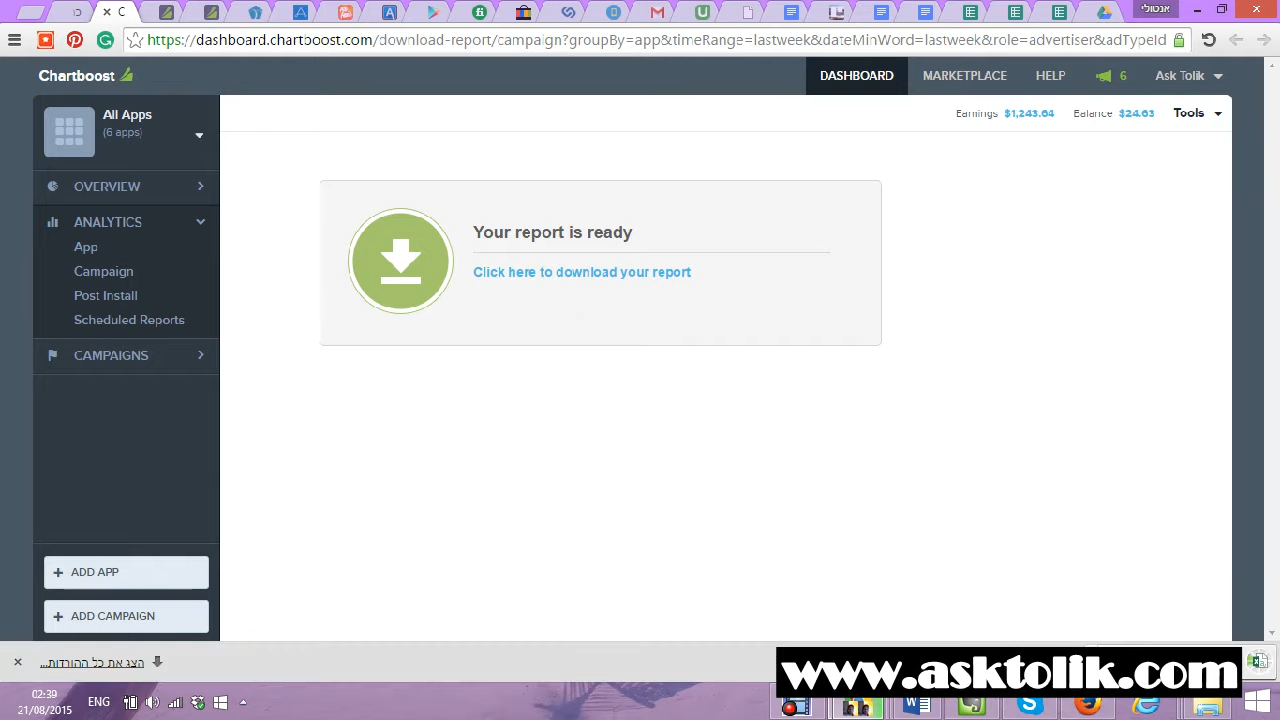 אנטולי
https://dashboard.chartboost.com/download-report/campaign?groupBy=app&timeRange=lastweek&dateMinWord=lastweek&role=advertiser&adTypeId
Chartboost
DASHBOARD
MARKETPLACE
HELP
6
Ask Tolik
All Apps
(6 apps)
Earnings $1,243.64
Balance $24.63
Tools
OVERVIEW
ANALYTICS
App
Campaign
Post Install
Scheduled Reports
CAMPAIGNS
Your report is ready
Click here to download your report
+ ADD APP
+ ADD CAMPAIGN
הצג את כל ההורדות...
www.asktolik.com
02:39
21/08/2015
ENG